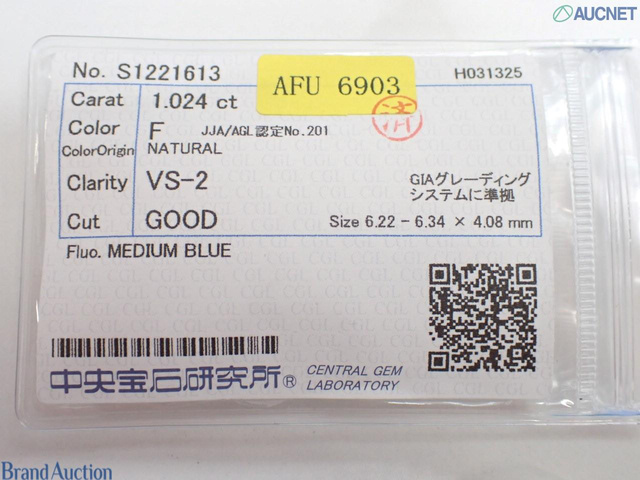 AUCNET
No. S1221613
AFU 6903
H031325
Carat 1.024 ct
済
Color F JJA/AGL認定No.201
ColorOrigin NATURAL
Clarity VS-2
GIAグレーディング
システムに準拠
Cut GOOD
Size 6.22 - 6.34 × 4.08 mm
Fluo. MEDIUM BLUE
中央宝石研究所®
CENTRAL GEM
LABORATORY
Brand Auction